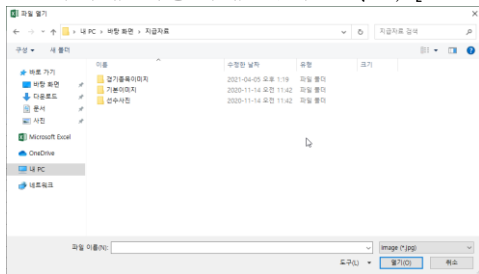 파일 열기
내 PC › 바탕 화면 › 지급자료
지급자료 검색
구성 ▾ 새 폴더
이름 수정한 날짜 유형 크기
바로 가기
바탕 화면
다운로드
문서
사진
Microsoft Excel
OneDrive
내 PC
네트워크
경기종목이미지 2021-04-05 오후 1:19 파일 폴더
기본이미지 2020-11-14 오전 11:42 파일 폴더
선수사진 2020-11-14 오전 11:42 파일 폴더
파일 이름(N):
Image (*.jpg)
도구(L) ▾ 열기(O) 취소